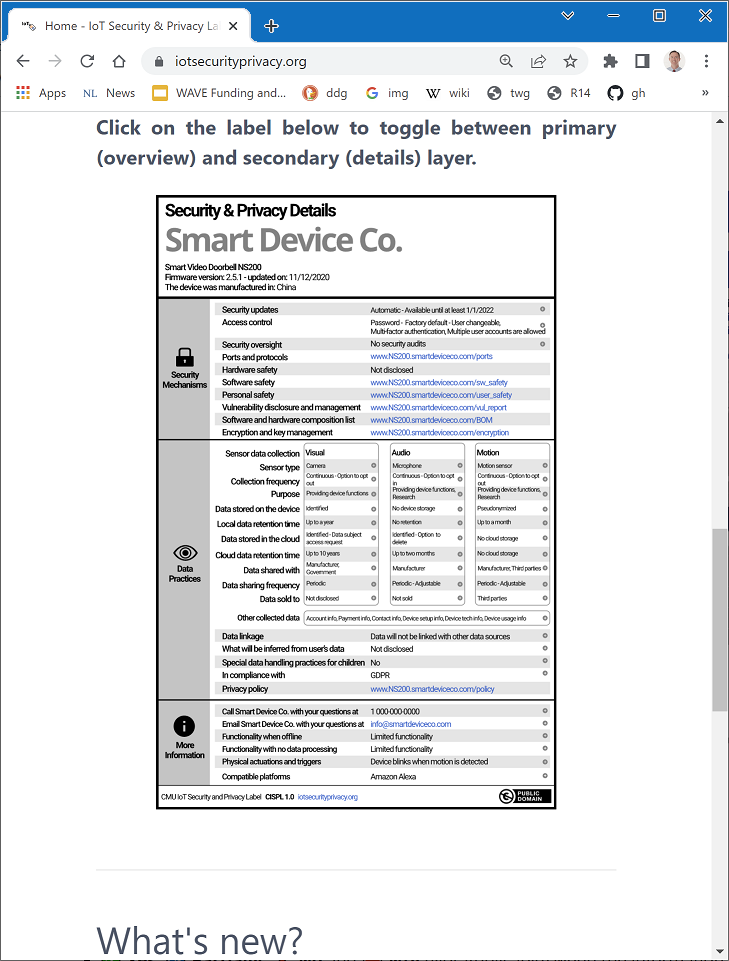 IoT
Home - IoT Security & Privacy La
iotsecurityprivacy.org
Apps
NL News
WAVE Funding and...
ddg
G img
W wiki
twg
R14
gh
»
Click on the label below to toggle between primary
(overview) and secondary (details) layer.
Security & Privacy Details
Smart Device Co.
Smart Video Doorbell NS200
Firmware version: 2.5.1 - updated on: 11/12/2020
The device was manufactured in: China
Security
Mechanisms
Security updates Automatic - Available until at least 1/1/2022
Access control Password - Factory default - User changeable,
Multi-factor authentication, Multiple user accounts are allowed
Security oversight No security audits
Ports and protocols www.NS200.smartdeviceco.com/ports
Hardware safety Not disclosed
Software safety www.NS200.smartdeviceco.com/sw_safety
Personal safety www.NS200.smartdeviceco.com/user_safety
Vulnerability disclosure and management www.NS200.smartdeviceco.com/vul_report
Software and hardware composition list www.NS200.smartdeviceco.com/BOM
Encryption and key management www.NS200.smartdeviceco.com/encryption
Data
Practices
Sensor data collection Visual Audio Motion
Sensor type Camera Microphone Motion sensor
Collection frequency Continuous - Option to opt out Continuous - Option to opt in Continuous - Option to opt out
Purpose Providing device functions Providing device functions, Research Providing device functions, Research
Data stored on the device Identified No device storage Pseudonymized
Local data retention time Up to a year No retention Up to a month
Data stored in the cloud Identified - Data subject access request Identified - Option to delete No cloud storage
Cloud data retention time Up to 10 years Up to two months No cloud storage
Data shared with Manufacturer, Government Manufacturer Manufacturer, Third parties
Data sharing frequency Periodic Periodic - Adjustable Periodic - Adjustable
Data sold to Not disclosed Not sold Third parties
Other collected data Account info, Payment info, Contact info, Device setup info, Device tech info, Device usage info
Data linkage Data will not be linked with other data sources
What will be inferred from user's data Not disclosed
Special data handling practices for children No
In compliance with GDPR
Privacy policy www.NS200.smartdeviceco.com/policy
More
Information
Call Smart Device Co. with your questions at 1 000-000-0000
Email Smart Device Co. with your questions at info@smartdeviceco.com
Functionality when offline Limited functionality
Functionality with no data processing Limited functionality
Physical actuations and triggers Device blinks when motion is detected
Compatible platforms Amazon Alexa
CMU IoT Security and Privacy Label CISPL 1.0 iotsecurityprivacy.org
PUBLIC
DOMAIN
What's new?